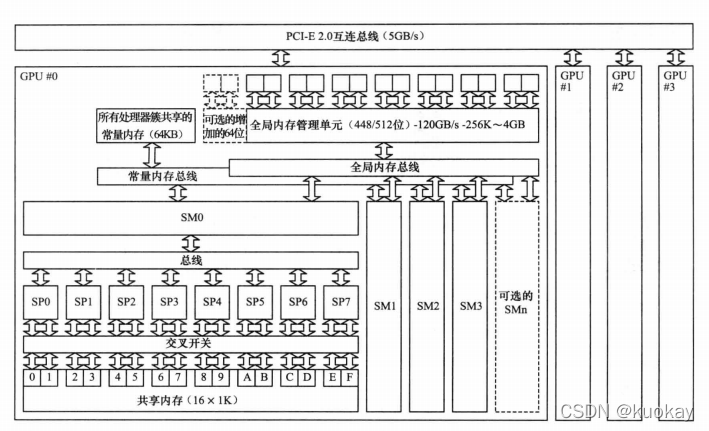 PCI-E 2.0互连总线（5GB/s）
GPU #0
GPU
#1
GPU
#2
GPU
#3
所有处理器簇共享的
常量内存（64KB）
可选的增
加的64位
全局内存管理单元（448/512位）-120GB/s -256K～4GB
全局内存总线
常量内存总线
SM0
总线
SP0
SP1
SP2
SP3
SP4
SP5
SP6
SP7
交叉开关
0 1 2 3 4 5 6 7 8 9 A B C D E F
共享内存（16×1K）
SM1
SM2
SM3
可选的
SMn
CSDN @kuokay